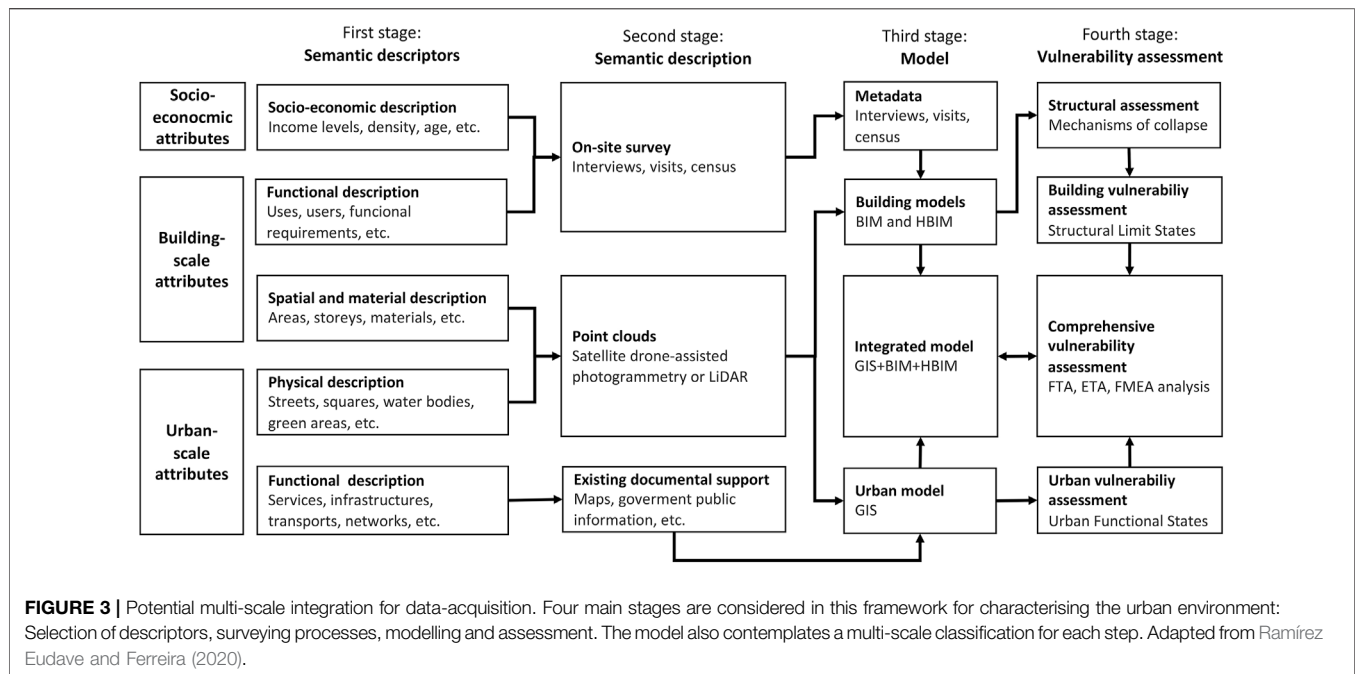 First stage:
Semantic descriptors
Second stage:
Semantic description
Third stage:
Model
Fourth stage:
Vulnerability assessment
Socio-
econocmic
attributes
Socio-economic description
Income levels, density, age, etc.
On-site survey
Interviews, visits, census
Metadata
Interviews, visits,
census
Structural assessment
Mechanisms of collapse
Building-
scale
attributes
Functional description
Uses, users, funcional
requirements, etc.
Building models
BIM and HBIM
Building vulnerabiliy
assessment
Structural Limit States
Spatial and material description
Areas, storeys, materials, etc.
Point clouds
Satellite drone-assisted
photogrammetry or LiDAR
Integrated model
GIS+BIM+HBIM
Comprehensive
vulnerability
assessment
FTA, ETA, FMEA analysis
Urban-
scale
attributes
Physical description
Streets, squares, water bodies,
green areas, etc.
Functional description
Services, infrastructures,
transports, networks, etc.
Existing documental support
Maps, goverment public
information, etc.
Urban model
GIS
Urban vulnerabiliy
assessment
Urban Functional States
FIGURE 3 | Potential multi-scale integration for data-acquisition. Four main stages are considered in this framework for characterising the urban environment:
Selection of descriptors, surveying processes, modelling and assessment. The model also contemplates a multi-scale classification for each step. Adapted from Ramírez
Eudave and Ferreira (2020).